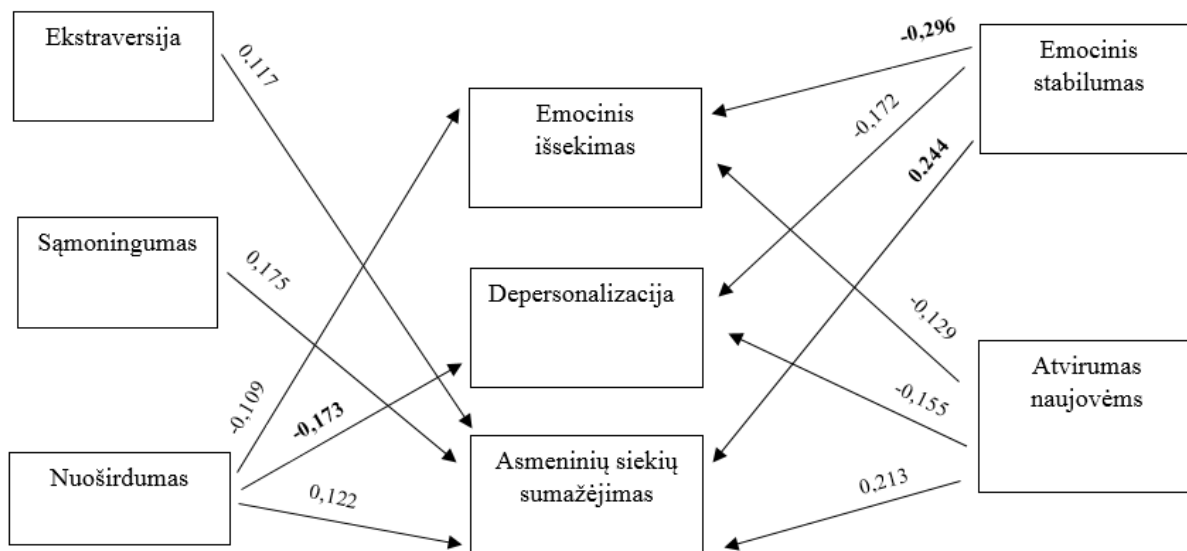 Ekstraversija
0,117
-0,296
Emocinis
stabilumas
Emocinis
išsekimas
-0,172
0,244
Sąmoningumas
0,175
Depersonalizacija
-0,129
Atvirumas
naujovėms
-0,109
-0,173
-0,155
Nuoširdumas
Asmeninių siekių
sumažėjimas
0,122
0,213